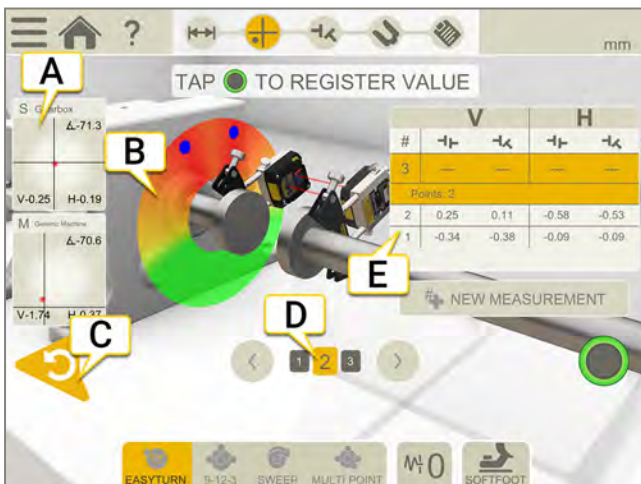 ?
mm
TAP TO REGISTER VALUE
A
S Gearbox
∡-71.3
V-0.25 H-0.19
B
M Generic Machine
∡-70.6
V-1.74 H 0.37
C
V H
#
3 — — — —
Points: 2
2 0.25 0.11 -0.58 -0.53
1 -0.34 -0.38 -0.09 -0.09
E
# NEW MEASUREMENT
D
< 1 2 3 >
EASYTURN 9-12-3 SWEEP MULTI POINT 0 SOFTFOOT